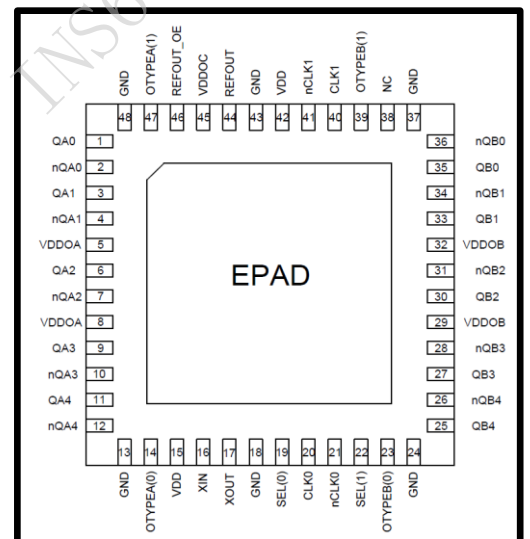 INS6
GND
OTYPEA(1)
REFOUT_OE
VDDOC
REFOUT
GND
VDD
nCLK1
CLK1
OTYPEB(1)
NC
GND
48 47 46 45 44 43 42 41 40 39 38 37
QA0 1 36 nQB0
nQA0 2 35 QB0
QA1 3 34 nQB1
nQA1 4 33 QB1
VDDOA 5 32 VDDOB
QA2 6 31 nQB2
EPAD
nQA2 7 30 QB2
VDDOA 8 29 VDDOB
QA3 9 28 nQB3
nQA3 10 27 QB3
QA4 11 26 nQB4
nQA4 12 25 QB4
13 14 15 16 17 18 19 20 21 22 23 24
GND
OTYPEA(0)
VDD
XIN
XOUT
GND
SEL(0)
CLK0
nCLK0
SEL(1)
OTYPEB(0)
GND